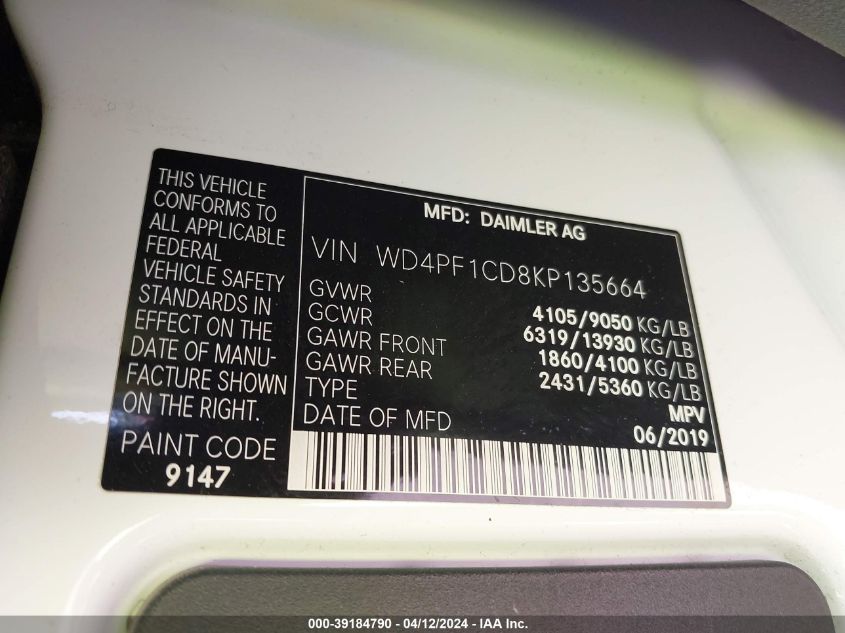 THIS VEHICLE
CONFORMS TO
ALL APPLICABLE
FEDERAL
VEHICLE SAFETY
STANDARDS IN
EFFECT ON THE
DATE OF MANU-
FACTURE SHOWN
ON THE RIGHT.
PAINT CODE
9147
MFD: DAIMLER AG
VIN WD4PF1CD8KP135664
GVWR 4105/9050 KG/LB
GCWR 6319/13930 KG/LB
GAWR FRONT 1860/4100 KG/LB
GAWR REAR 2431/5360 KG/LB
TYPE MPV
DATE OF MFD 06/2019
000-39184790 - 04/12/2024 - IAA Inc.